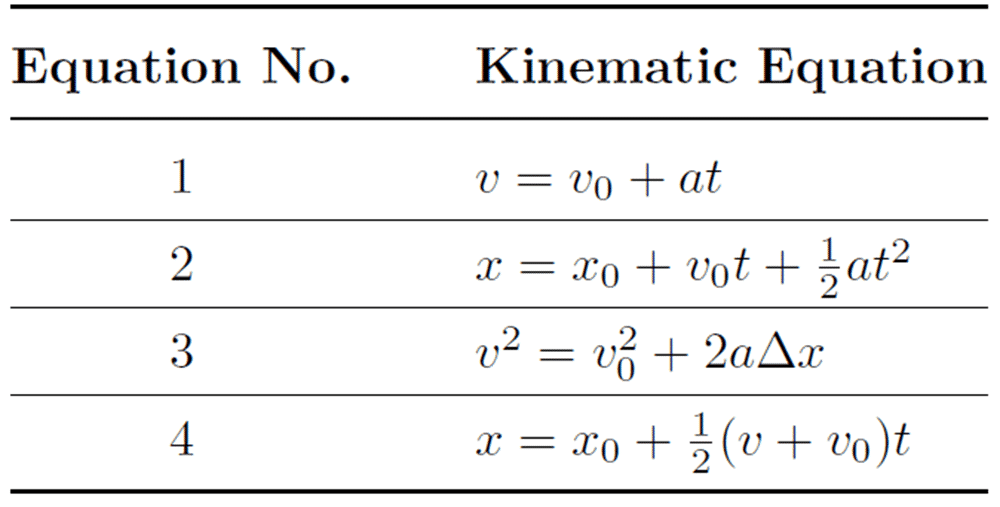 Equation No. Kinematic Equation
1 v = v₀ + at
2 x = x₀ + v₀t + ½at²
3 v² = v₀² + 2aΔx
4 x = x₀ + ½(v + v₀)t